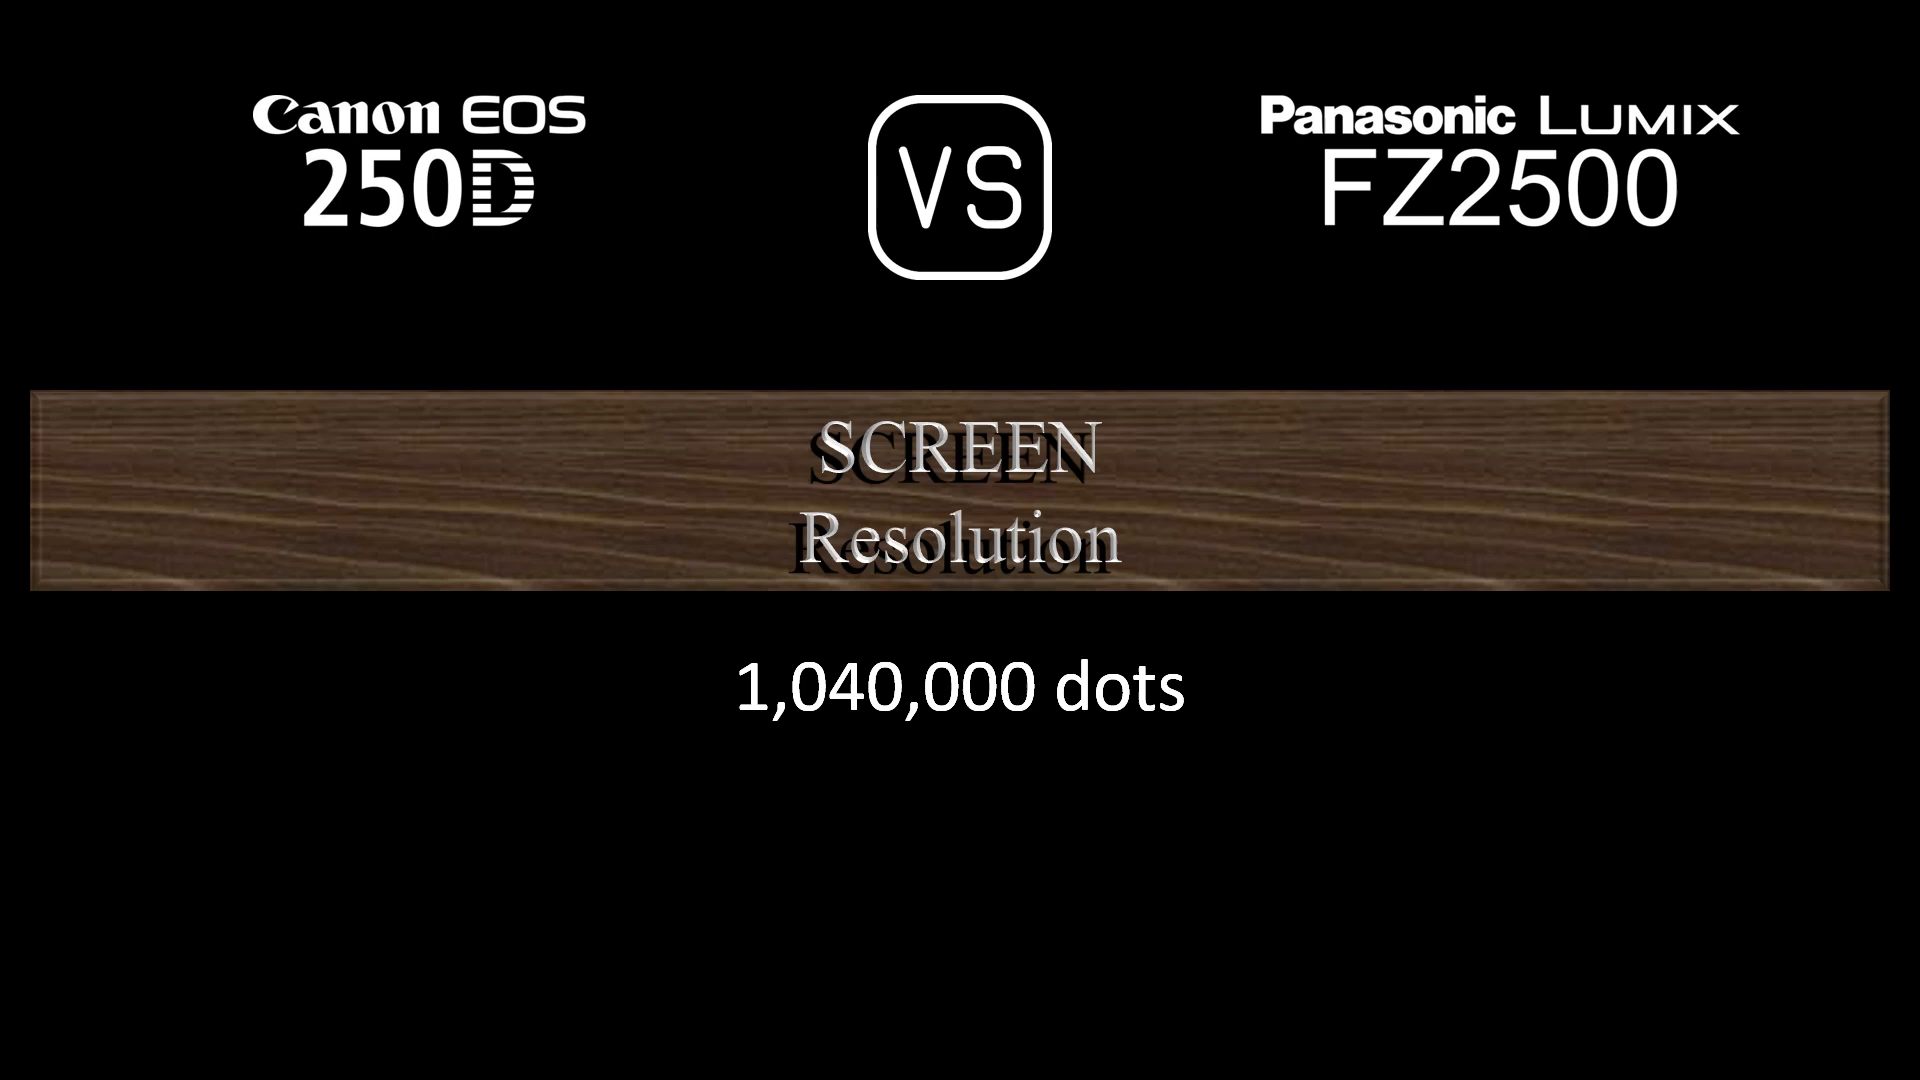 Canon EOS
250D
VS
Panasonic LUMIX
FZ2500
SCREEN
Resolution
1,040,000 dots